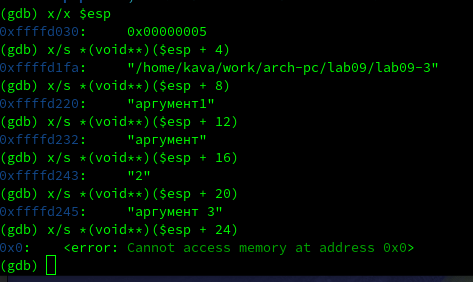 (gdb) x/x $esp
0xffffd030:     0x00000005
(gdb) x/s *(void**)($esp + 4)
0xffffd1fa:     "/home/kava/work/arch-pc/lab09/lab09-3"
(gdb) x/s *(void**)($esp + 8)
0xffffd220:     "аргумент1"
(gdb) x/s *(void**)($esp + 12)
0xffffd232:     "аргумент"
(gdb) x/s *(void**)($esp + 16)
0xffffd243:     "2"
(gdb) x/s *(void**)($esp + 20)
0xffffd245:     "аргумент 3"
(gdb) x/s *(void**)($esp + 24)
0x0:    <error: Cannot access memory at address 0x0>
(gdb)